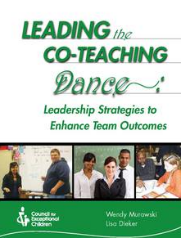 LEADING the
CO-TEACHING
Dance
Leadership Strategies to
Enhance Team Outcomes
Council for
Exceptional
Children
Wendy Murawski
Lisa Dieker